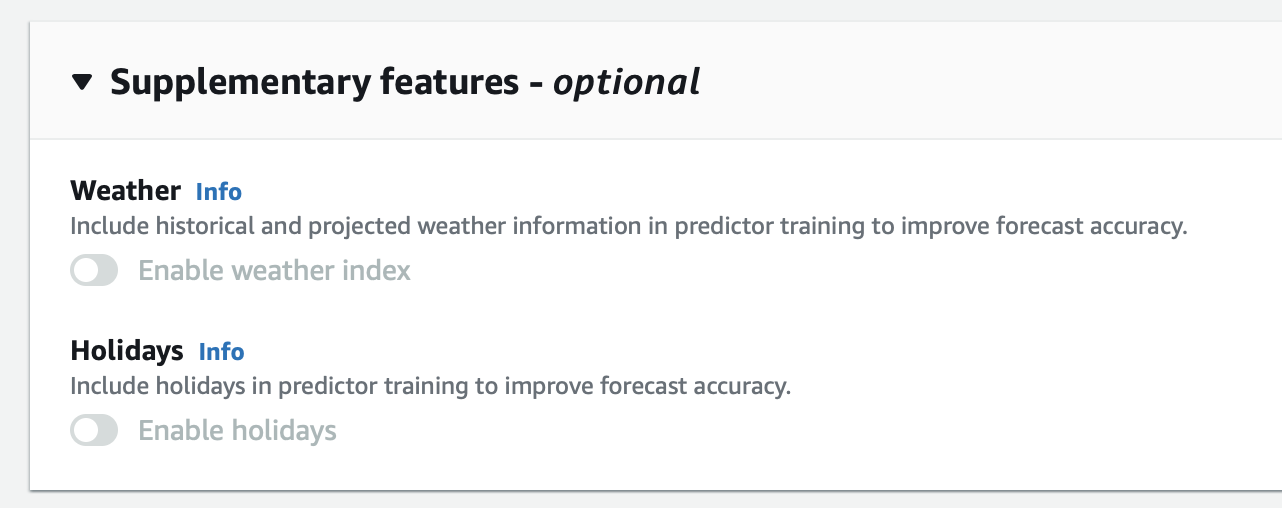 Supplementary features - optional
Weather Info
Include historical and projected weather information in predictor training to improve forecast accuracy.
Enable weather index
Holidays Info
Include holidays in predictor training to improve forecast accuracy.
Enable holidays